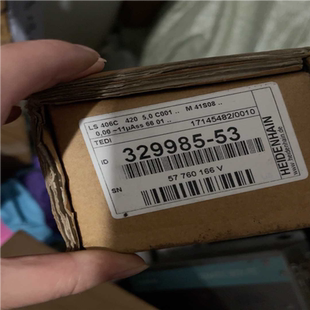 LS 406C 420 5,0 C001 .. M 41S08 ..
0,00 ~11µAss 66 01 ..
17145482/0010
TEDI
ID 329985-53
SN 57 760 166 V
HEIDENHAIN